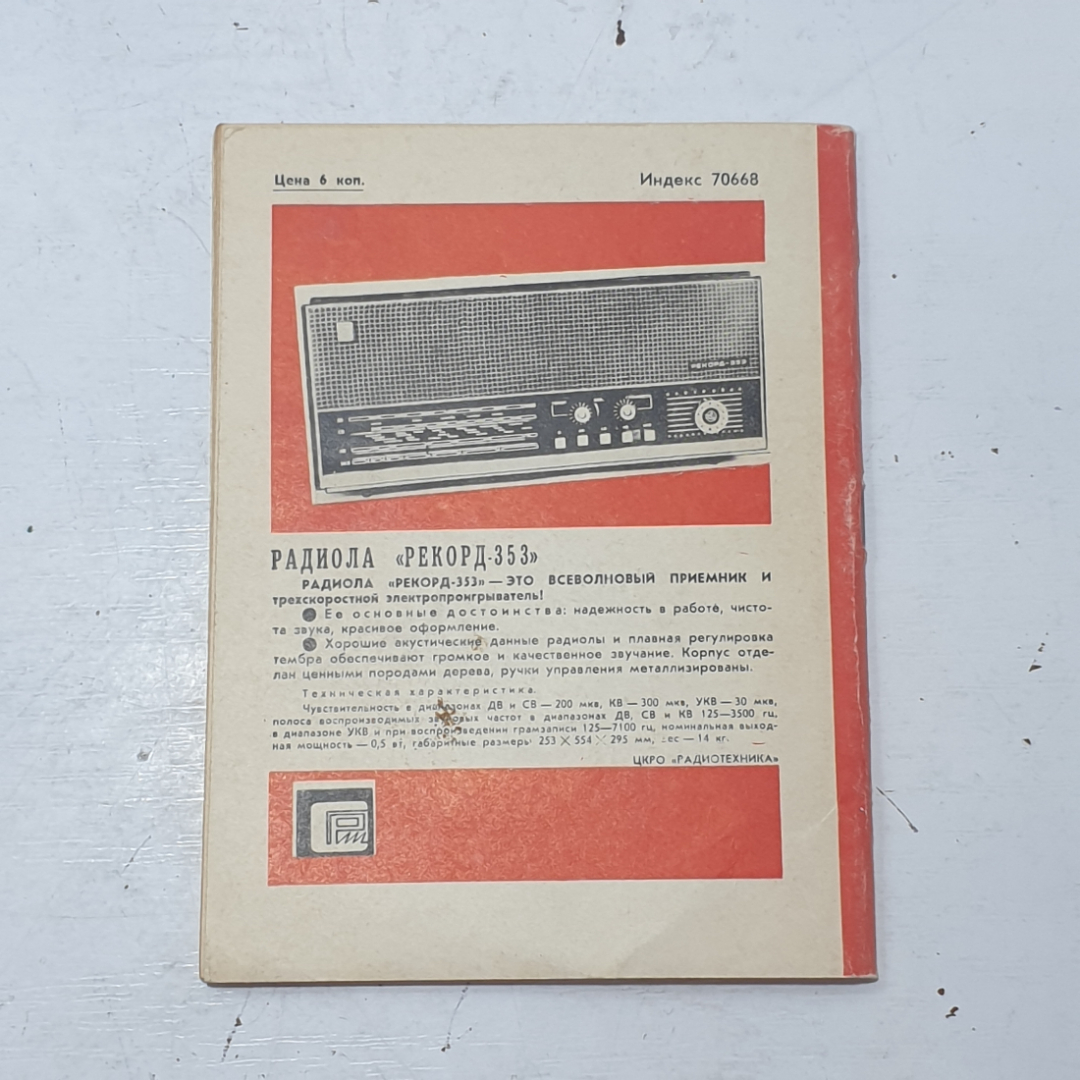 Цена 6 коп.
Индекс 70668
РЕКОРД-353
РАДИОЛА «РЕКОРД-353»
РАДИОЛА «РЕКОРД-353» — ЭТО ВСЕВОЛНОВЫЙ ПРИЕМНИК И
трехскоростной электропроигрыватель!
Ее основные достоинства: надежность в работе, чисто-
та звука, красивое оформление.
Хорошие акустические данные радиолы и плавная регулировка
тембра обеспечивают громкое и качественное звучание. Корпус отде-
лан ценными породами дерева, ручки управления металлизированы.
Техническая характеристика.
Чувствительность в диапазонах ДВ и СВ — 200 мкв, КВ — 300 мкв, УКВ — 30 мкв,
полоса воспроизводимых звуковых частот в диапазонах ДВ, СВ и КВ 125—3500 гц,
в диапазоне УКВ и при воспроизведении грамзаписи 125—7100 гц, номинальная выход-
ная мощность — 0,5 вт, габаритные размеры 253 × 554 × 295 мм, вес — 14 кг.
ЦКРО «РАДИОТЕХНИКА»